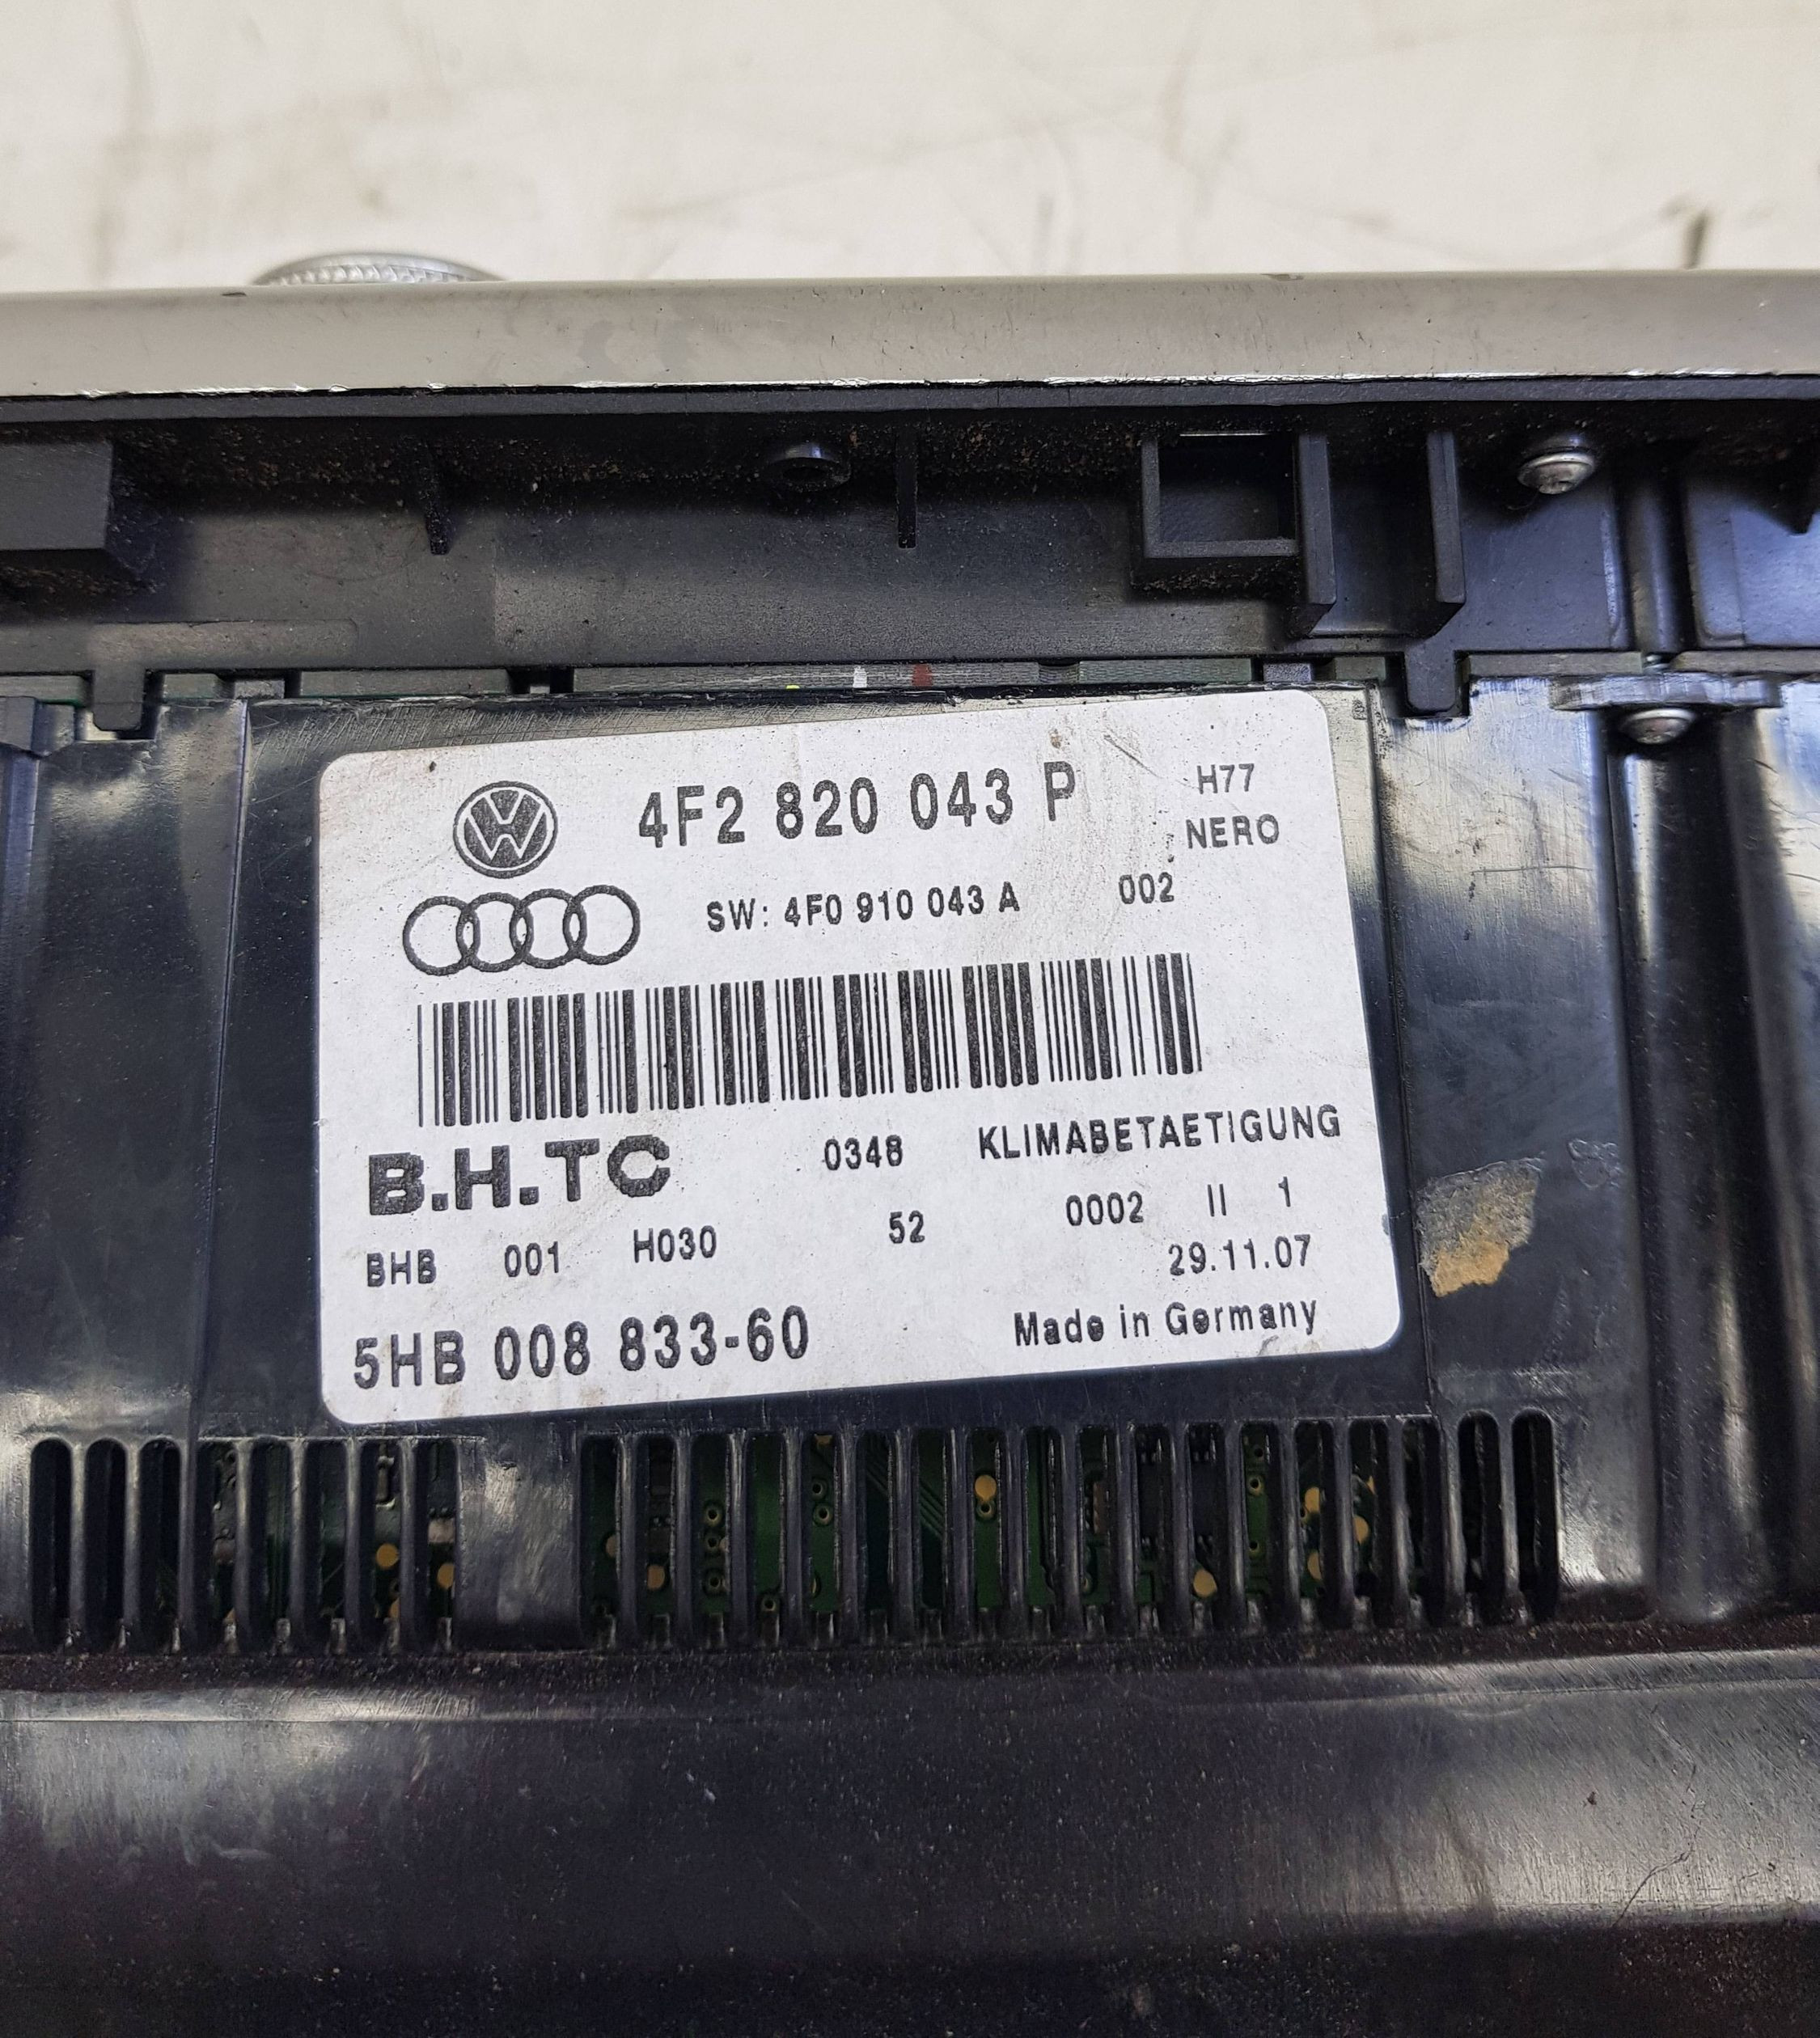 4F2 820 043 P
H77
NERO
SW: 4F0 910 043 A 002
B.H.TC 0348 KLIMABETAETIGUNG
BHB 001 H030 52 0002 II 1
29.11.07
5HB 008 833-60 Made in Germany